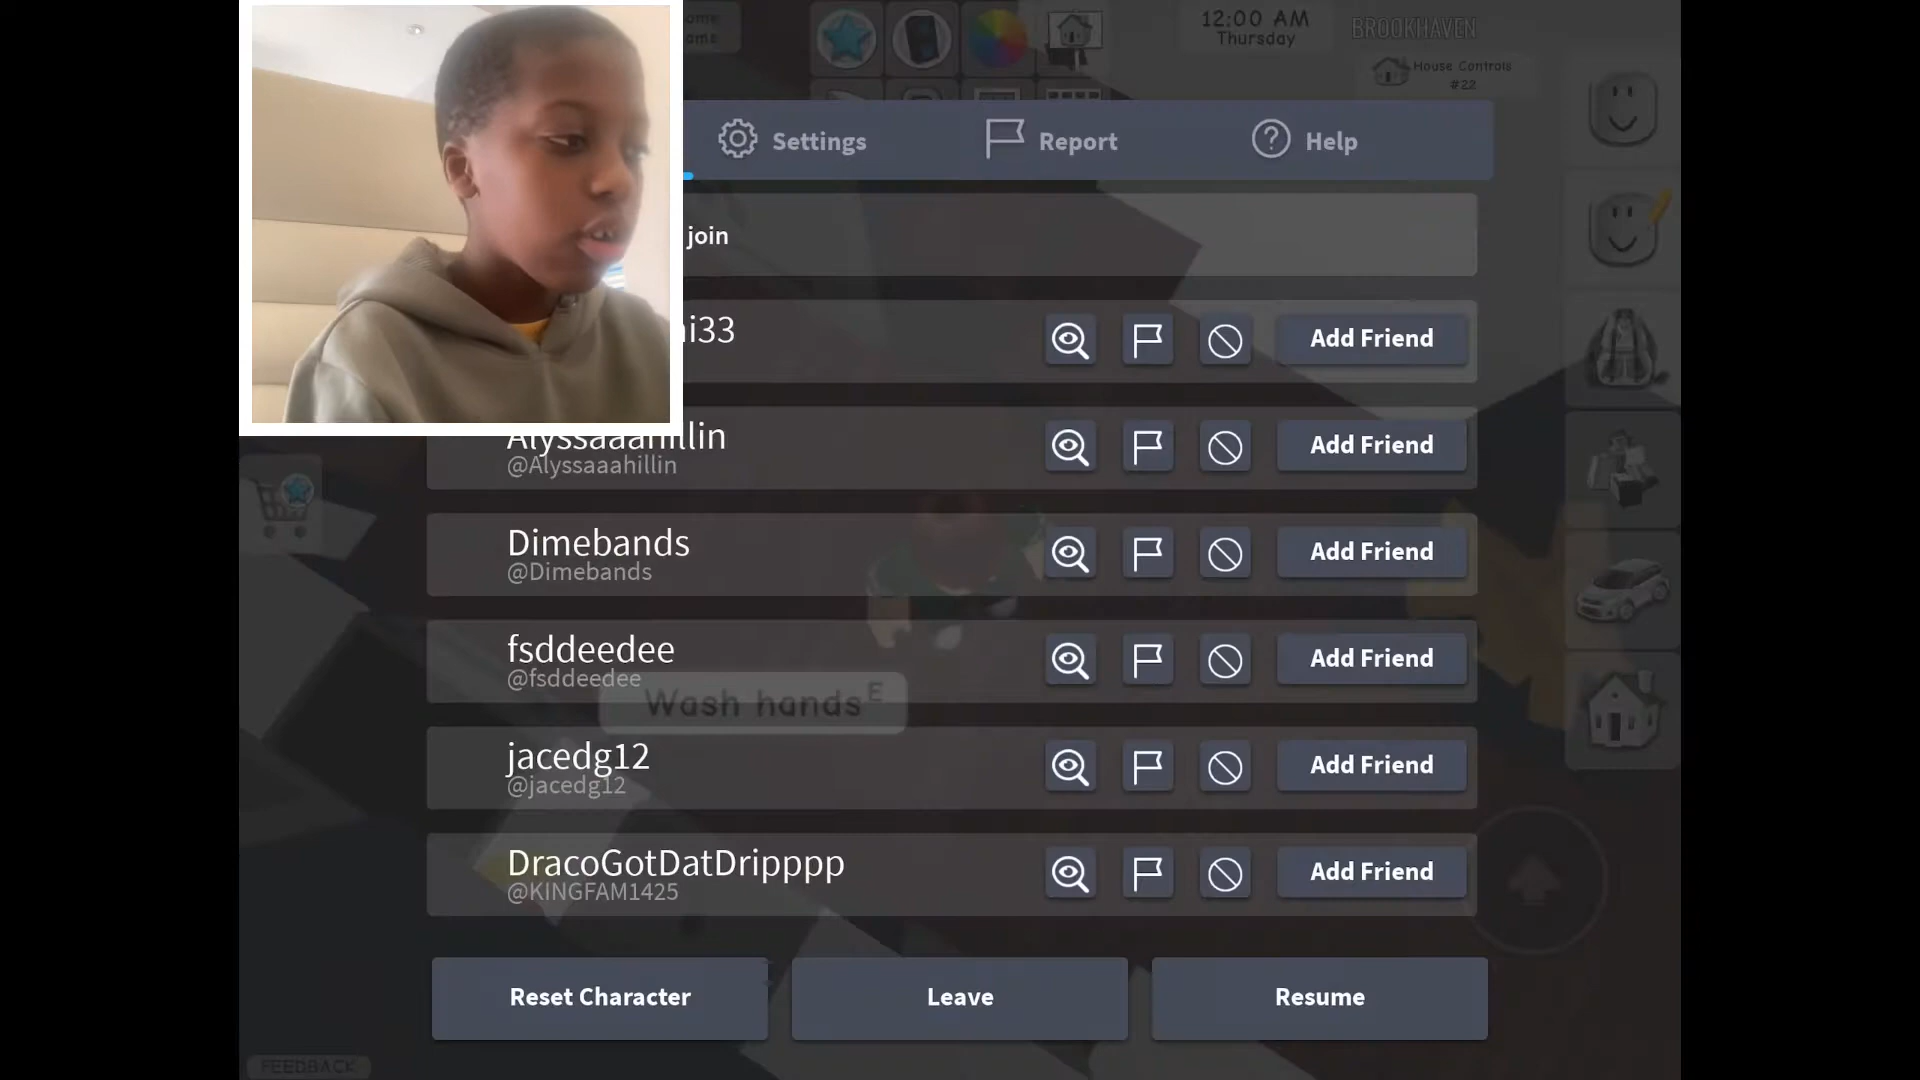 12:00 AM
Thursday
BROOKHAVEN
House Controls
#22
Settings
Report
Help
join
i33
Add Friend
Alyssaaahillin
@Alyssaaahillin
Add Friend
Dimebands
@Dimebands
Add Friend
fsddeedee
@fsddeedee
Add Friend
Wash hands E
jacedg12
@jacedg12
Add Friend
DracoGotDatDripppp
@KINGFAM1425
Add Friend
Reset Character
Leave
Resume
FEEDBACK